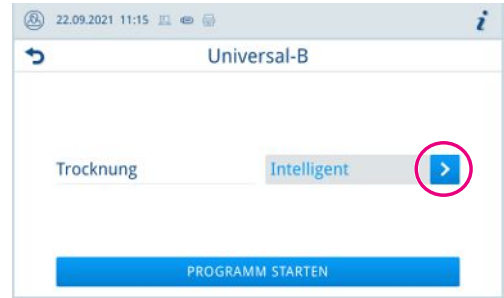 22.09.2021 11:15
Universal-B
Trocknung Intelligent
PROGRAMM STARTEN